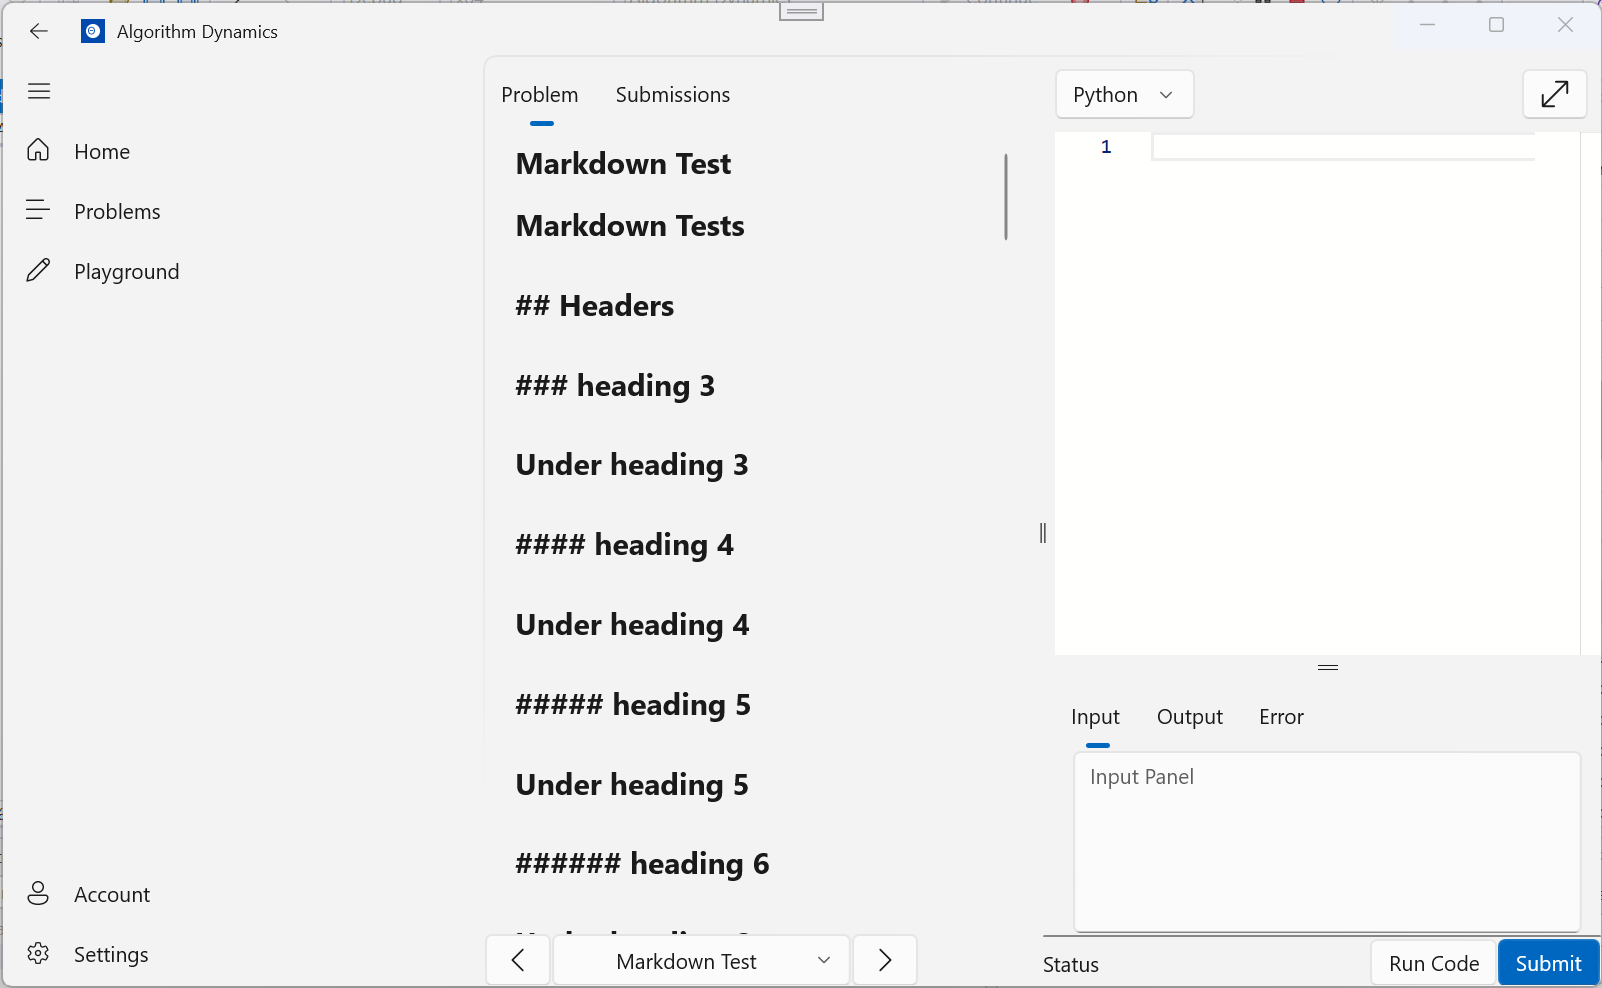 Algorithm Dynamics
Home
Problems
Playground
Account
Settings
Problem
Submissions
Markdown Test
Markdown Tests
## Headers
### heading 3
Under heading 3
#### heading 4
Under heading 4
##### heading 5
Under heading 5
###### heading 6
Markdown Test
Python
1
Input
Output
Error
Input Panel
Status
Run Code
Submit